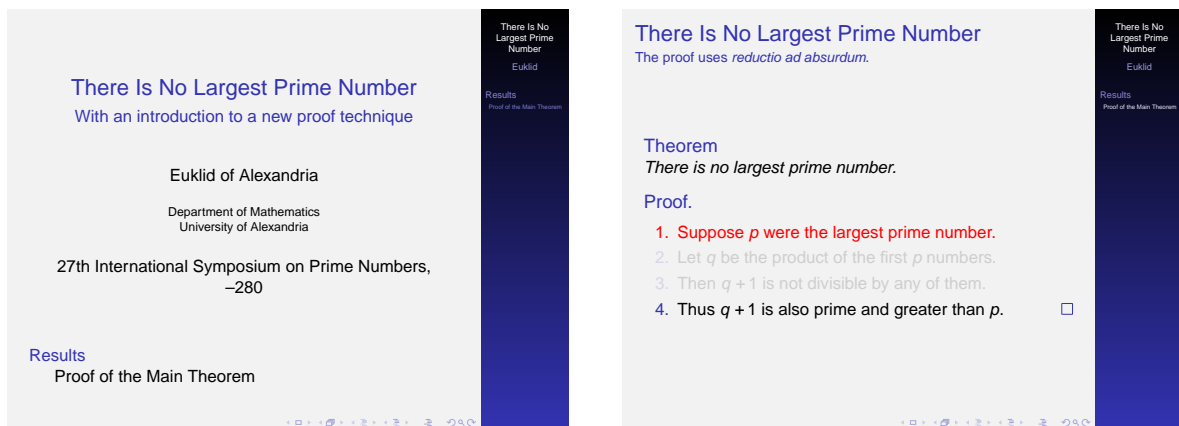 There Is No Largest Prime Number
With an introduction to a new proof technique
Euklid of Alexandria
Department of Mathematics
University of Alexandria
27th International Symposium on Prime Numbers,
–280
Results
Proof of the Main Theorem
There Is No
Largest Prime
Number
Euklid
Results
Proof of the Main Theorem
There Is No Largest Prime Number
The proof uses reductio ad absurdum.
Theorem
There is no largest prime number.
Proof.
1. Suppose p were the largest prime number.
2. Let q be the product of the first p numbers.
3. Then q + 1 is not divisible by any of them.
4. Thus q + 1 is also prime and greater than p.
There Is No
Largest Prime
Number
Euklid
Results
Proof of the Main Theorem